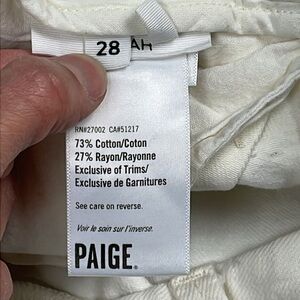 28
AH
RN#27002 CA#51217
73% Cotton/Coton
27% Rayon/Rayonne
Exclusive of Trims/
Exclusive de Garnitures
See care on reverse.
Voir le soin sur l'inverse.
PAIGE®